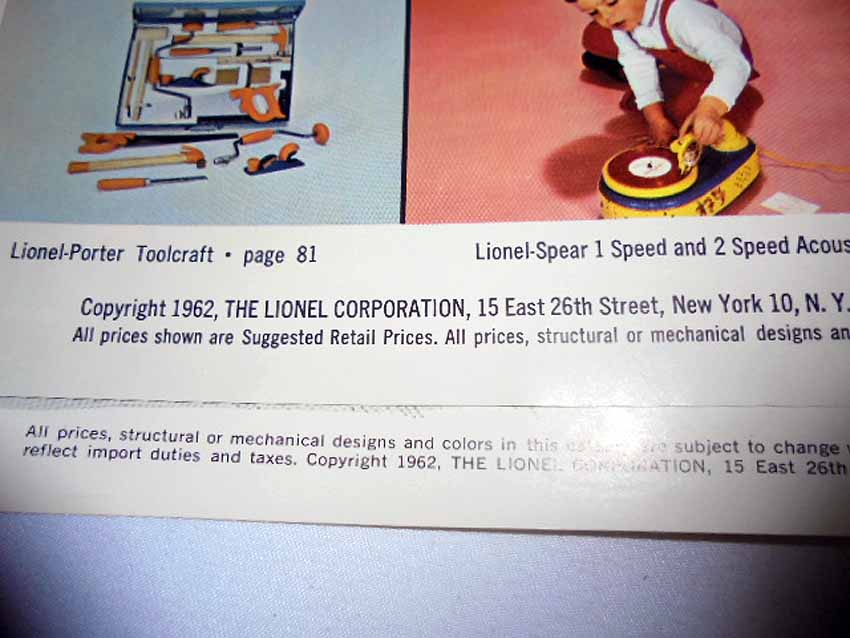 Lionel-Porter Toolcraft • page 81
Lionel-Spear 1 Speed and 2 Speed Acous
Copyright 1962, THE LIONEL CORPORATION, 15 East 26th Street, New York 10, N. Y.
All prices shown are Suggested Retail Prices. All prices, structural or mechanical designs an
All prices, structural or mechanical designs and colors in this are subject to change
reflect import duties and taxes. Copyright 1962, THE LIONEL CORPORATION, 15 East 26th